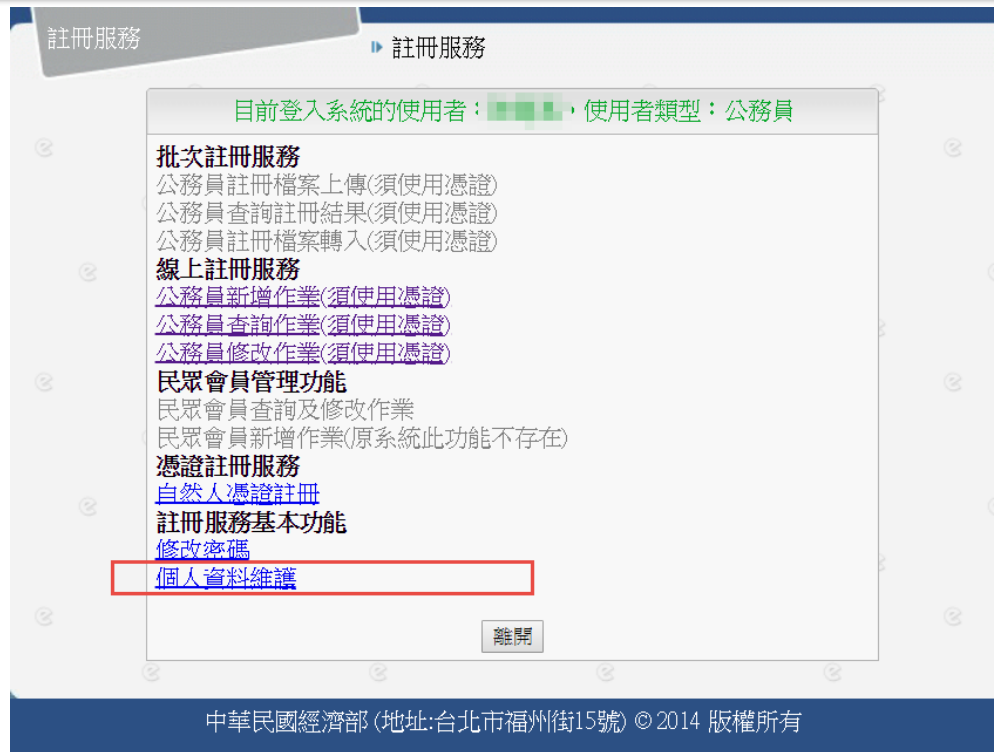 註冊服務
註冊服務
目前登入系統的使用者：，使用者類型：公務員
批次註冊服務
公務員註冊檔案上傳(須使用憑證)
公務員查詢註冊結果(須使用憑證)
公務員註冊檔案轉入(須使用憑證)
線上註冊服務
公務員新增作業(須使用憑證)
公務員查詢作業(須使用憑證)
公務員修改作業(須使用憑證)
民眾會員管理功能
民眾會員查詢及修改作業
民眾會員新增作業(原系統此功能不存在)
憑證註冊服務
自然人憑證註冊
註冊服務基本功能
修改密碼
個人資料維護
離開
中華民國經濟部 (地址:台北市福州街15號) © 2014 版權所有